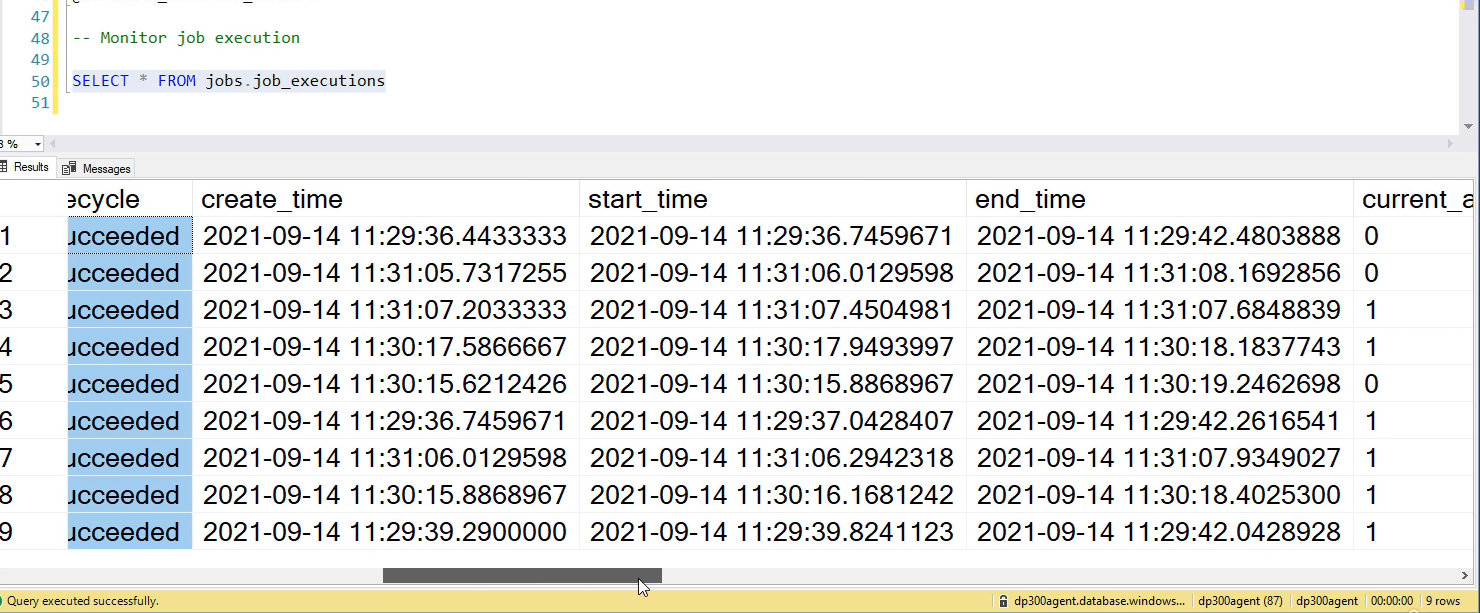 47
48 -- Monitor job execution
49
50 SELECT * FROM jobs.job_executions
51
Results Messages
ecycle create_time start_time end_time current_a
1 ucceeded 2021-09-14 11:29:36.4433333 2021-09-14 11:29:36.7459671 2021-09-14 11:29:42.4803888 0
2 ucceeded 2021-09-14 11:31:05.7317255 2021-09-14 11:31:06.0129598 2021-09-14 11:31:08.1692856 0
3 ucceeded 2021-09-14 11:31:07.2033333 2021-09-14 11:31:07.4504981 2021-09-14 11:31:07.6848839 1
4 ucceeded 2021-09-14 11:30:17.5866667 2021-09-14 11:30:17.9493997 2021-09-14 11:30:18.1837743 1
5 ucceeded 2021-09-14 11:30:15.6212426 2021-09-14 11:30:15.8868967 2021-09-14 11:30:19.2462698 0
6 ucceeded 2021-09-14 11:29:36.7459671 2021-09-14 11:29:37.0428407 2021-09-14 11:29:42.2616541 1
7 ucceeded 2021-09-14 11:31:06.0129598 2021-09-14 11:31:06.2942318 2021-09-14 11:31:07.9349027 1
8 ucceeded 2021-09-14 11:30:15.8868967 2021-09-14 11:30:16.1681242 2021-09-14 11:30:18.4025300 1
9 ucceeded 2021-09-14 11:29:39.2900000 2021-09-14 11:29:39.8241123 2021-09-14 11:29:42.0428928 1
Query executed successfully. dp300agent.database.windows... dp300agent (87) dp300agent 00:00:00 9 rows